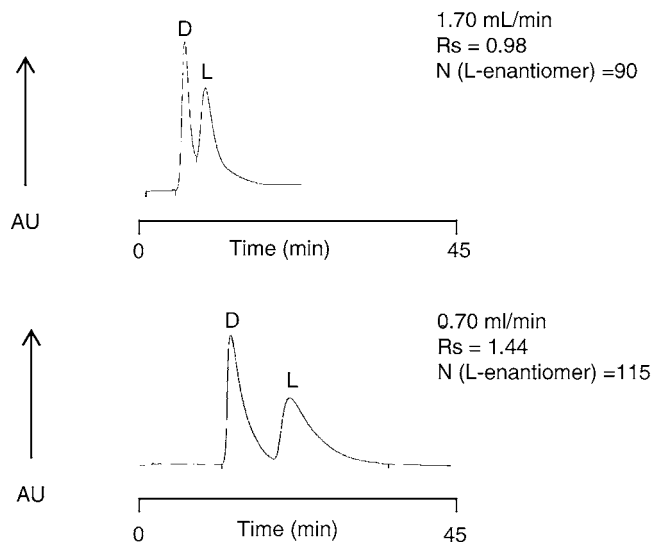 D
L
1.70 mL/min
Rs = 0.98
N (L-enantiomer) =90
AU
0
Time (min)
45
D
L
0.70 ml/min
Rs = 1.44
N (L-enantiomer) =115
AU
0
Time (min)
45